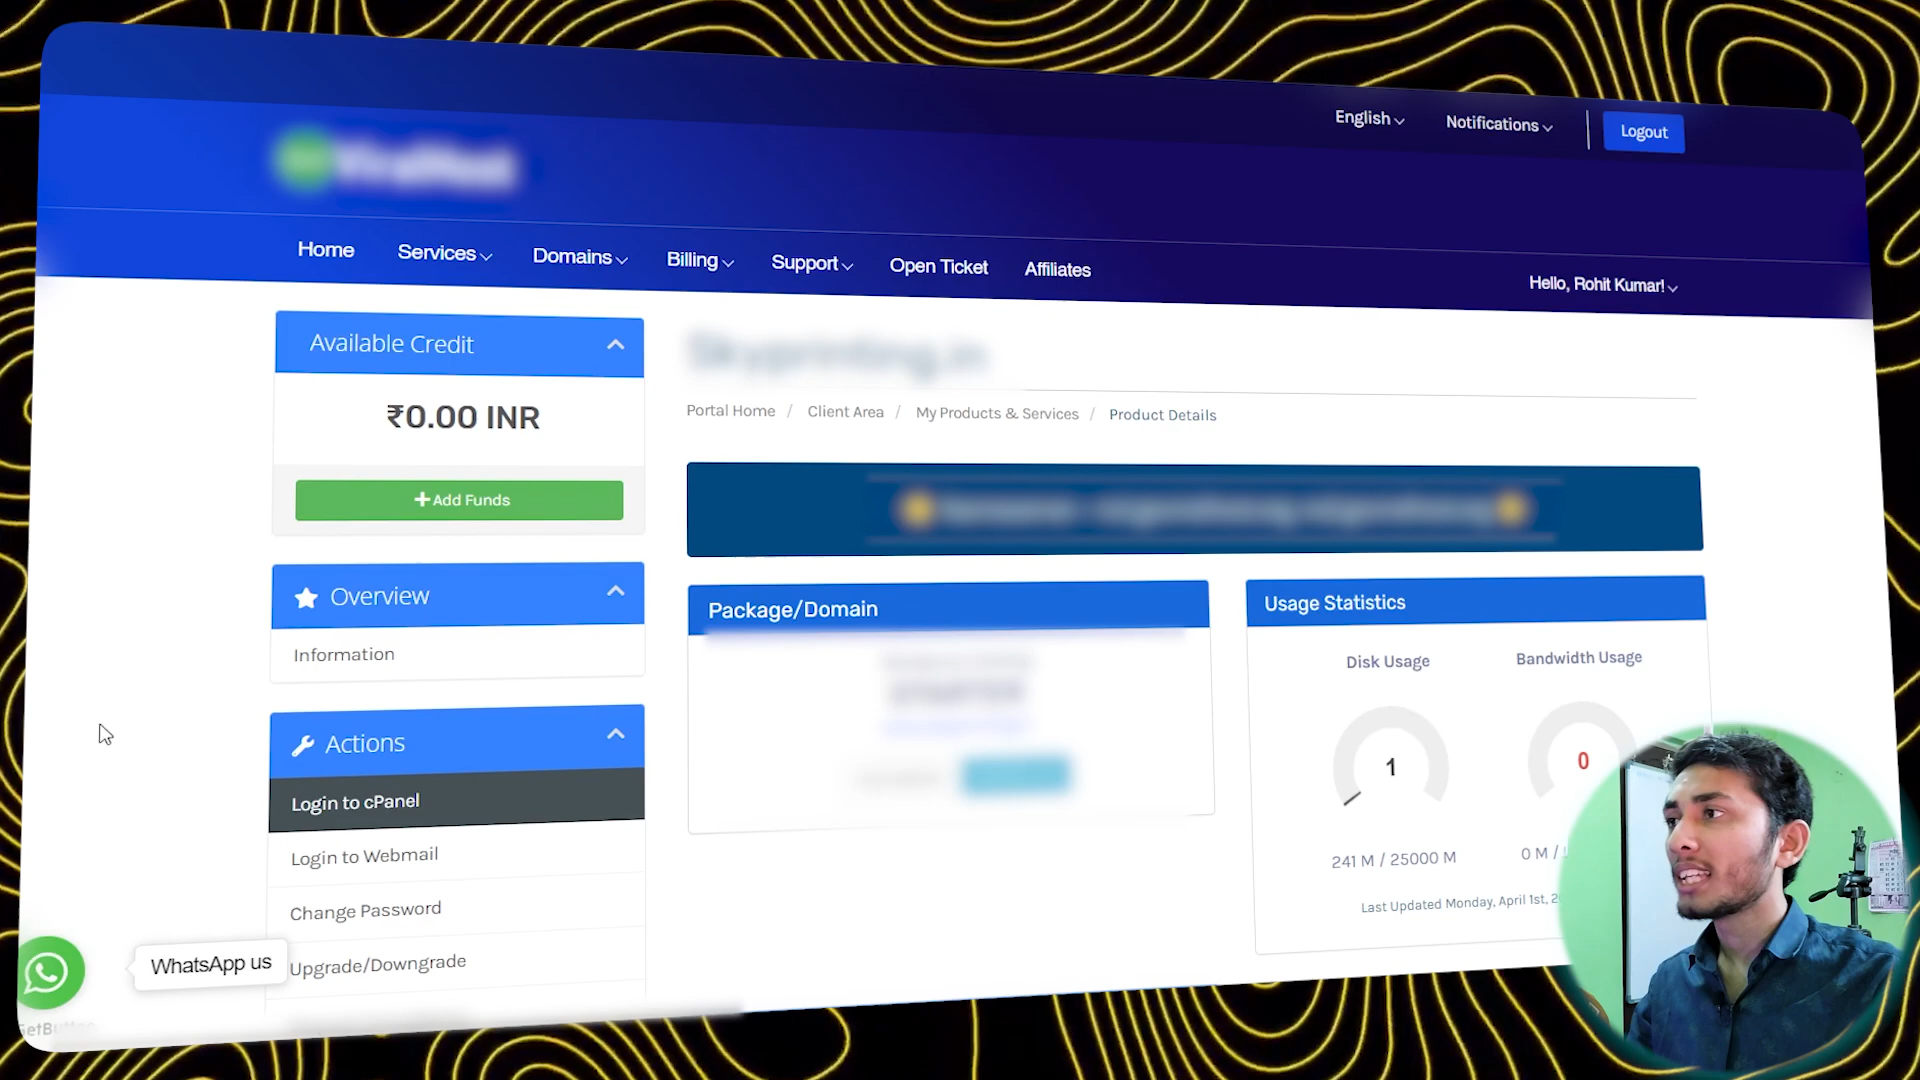 English
Notifications
Logout
Home
Services
Domains
Billing
Support
Open Ticket
Affiliates
Hello, Rohit Kumar!
Available Credit
₹0.00 INR
Add Funds
Skyprinting.in
Portal Home / Client Area / My Products & Services / Product Details
Overview
Information
Package/Domain
Usage Statistics
Disk Usage
Bandwidth Usage
1
0
241 M / 25000 M
0 M /
Last Updated Monday, April 1st,
Actions
Login to cPanel
Login to Webmail
Change Password
Upgrade/Downgrade
WhatsApp us